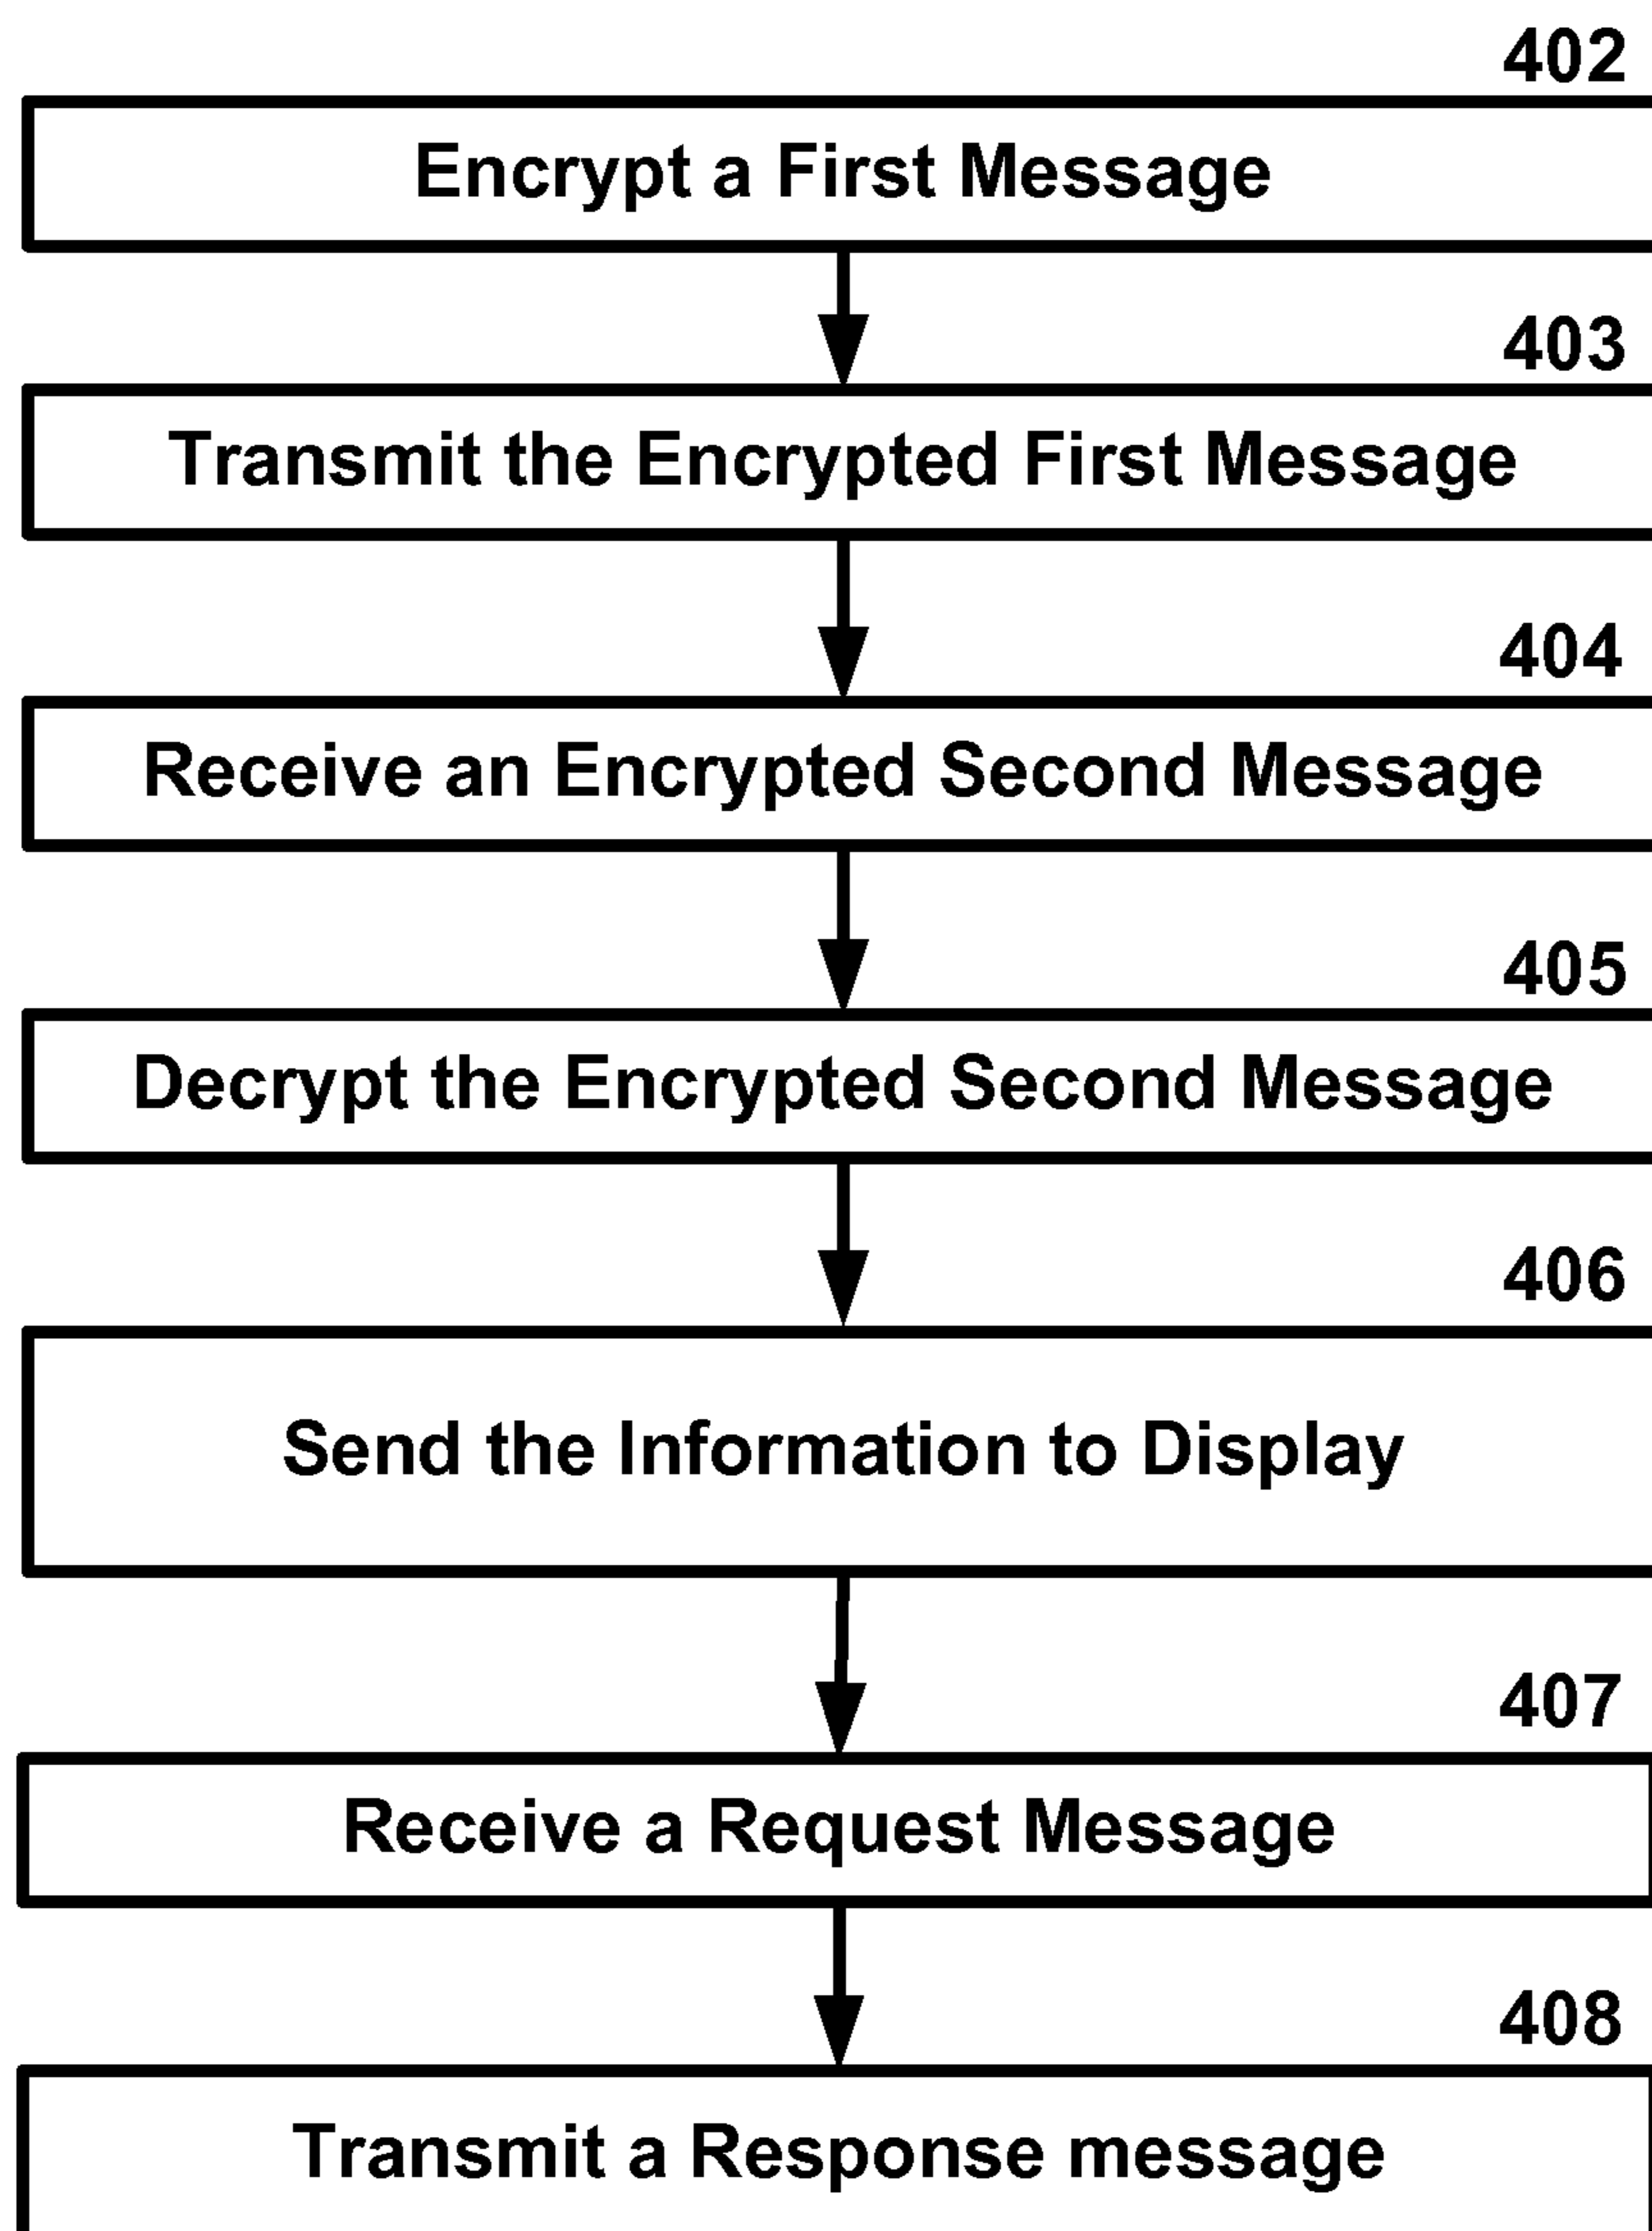 402
Encrypt a First Message
403
Transmit the Encrypted First Message
404
Receive an Encrypted Second Message
405
Decrypt the Encrypted Second Message
406
Send the Information to Display
407
Receive a Request Message
408
Transmit a Response message